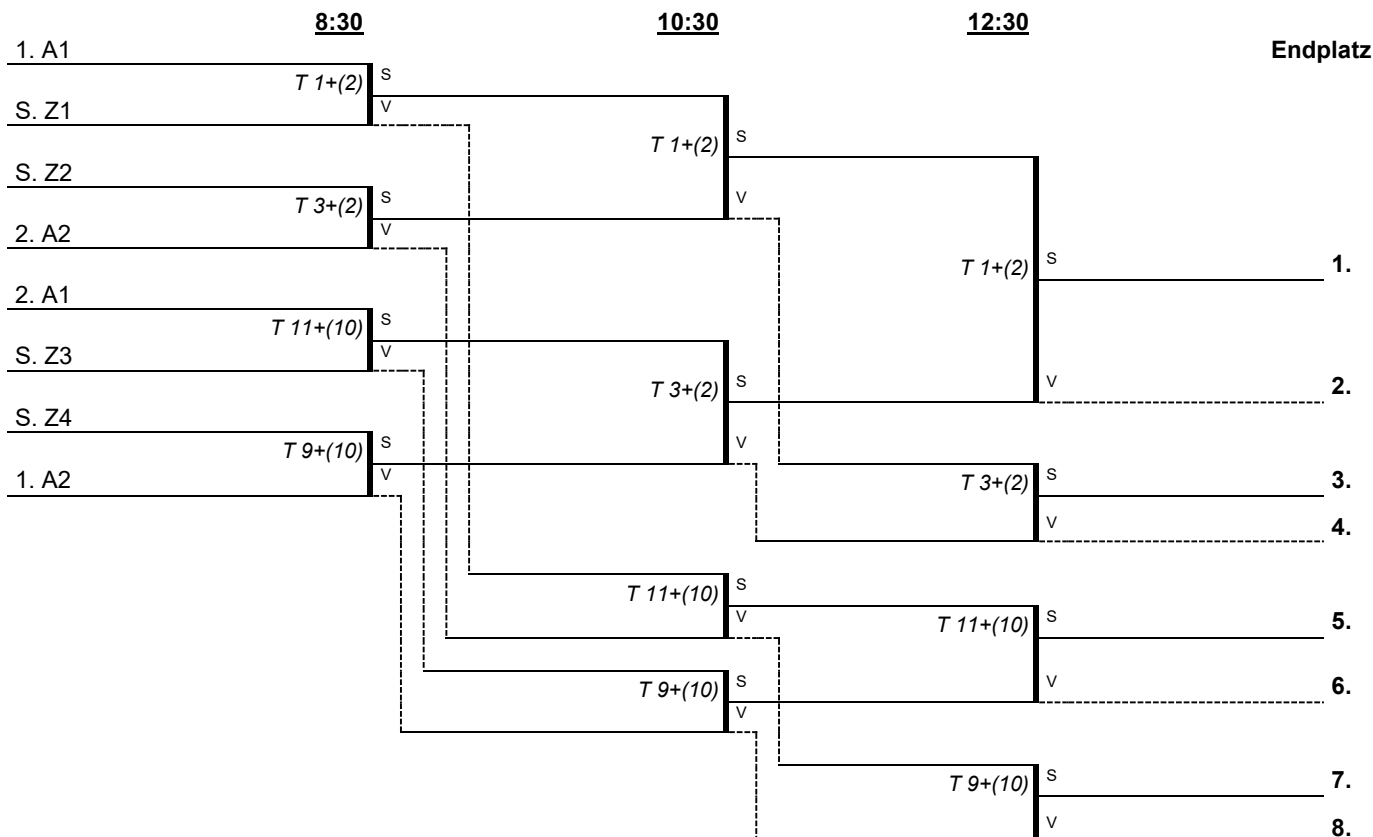 8:30 10:30 12:30
1. A1 Endplatz
T 1+(2) S
V
S. Z1
T 1+(2) S
S. Z2
T 3+(2) S V
V
2. A2
T 1+(2) S 1.
2. A1
T 11+(10) S
V
S. Z3
T 3+(2) S V 2.
S. Z4
T 9+(10) S V
V
1. A2 T 3+(2) S 3.
V 4.
T 11+(10) S
V T 11+(10) S 5.
T 9+(10) S V 6.
V
T 9+(10) S 7.
V 8.